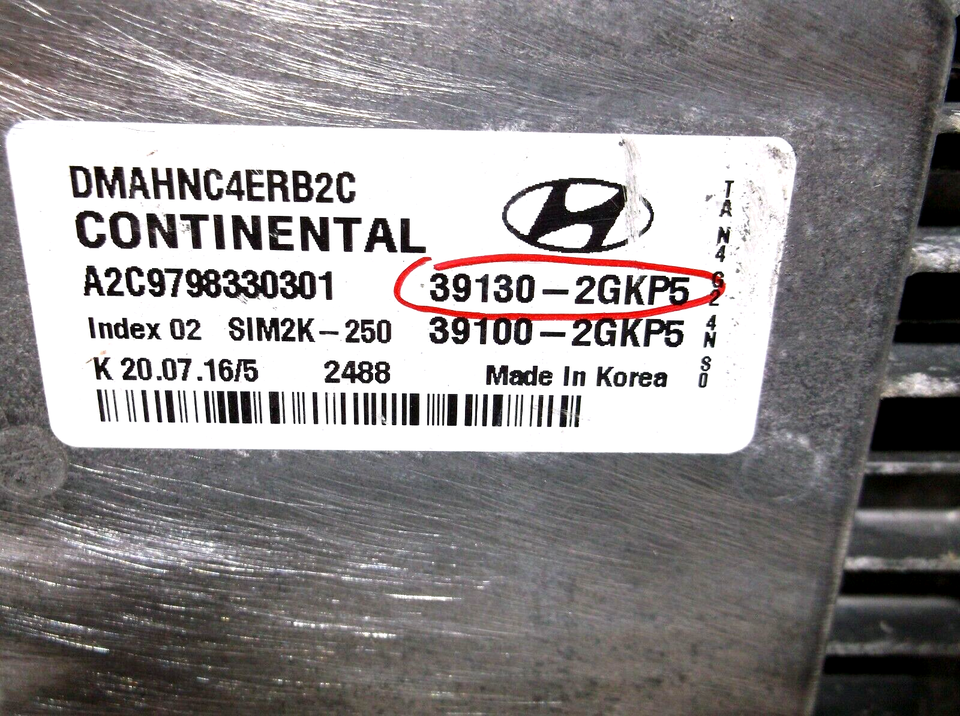 DMAHNC4ERB2C
CONTINENTAL
A2C9798330301 39130-2GKP5
Index 02 SIM2K-250 39100-2GKP5
K 20.07.16/5 2488 Made In Korea
TAN4G24NS0